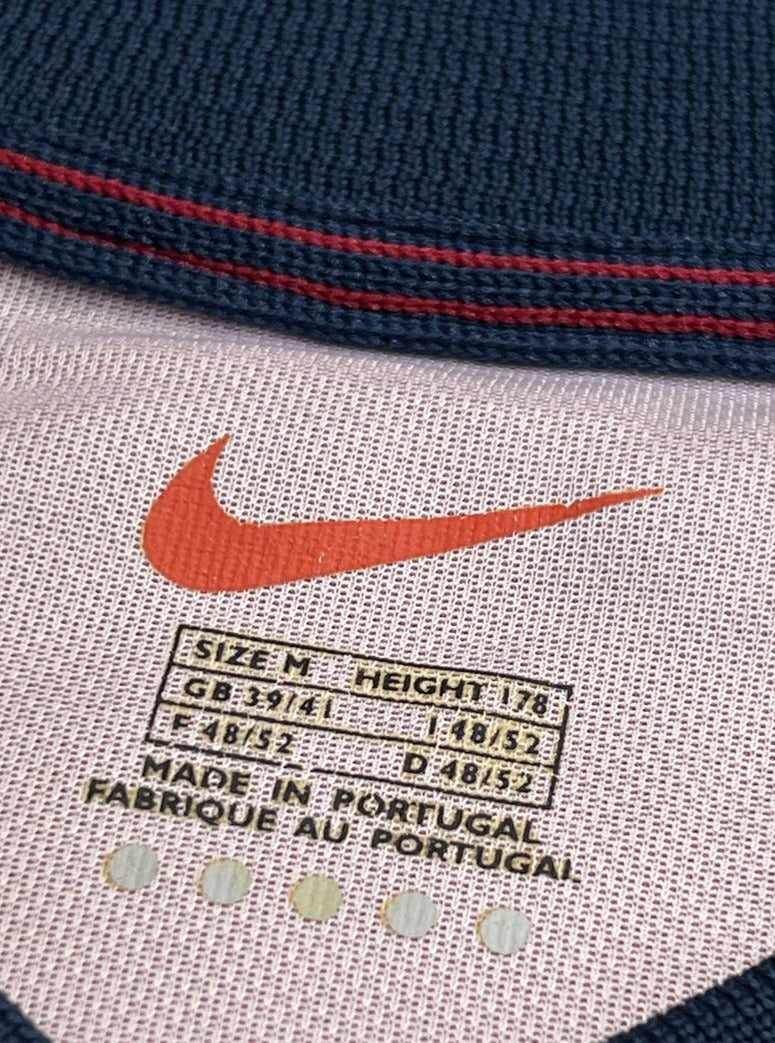 SIZE M HEIGHT 178
GB 39/41 I 48/52
F 48/52 D 48/52
MADE IN PORTUGAL
FABRIQUE AU PORTUGAL